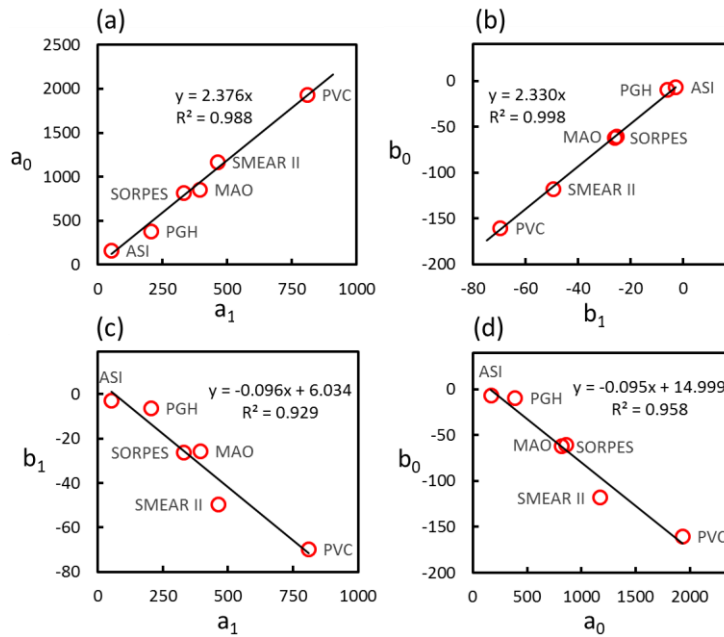 (a)
2500
2000
1500
1000
500
0
a0
y = 2.376x
R² = 0.988
PVC
SMEAR II
SORPES
MAO
PGH
ASI
0 250 500 750 1000
a1
(b)
0
-50
-100
-150
-200
b0
y = 2.330x
R² = 0.998
PGH
ASI
MAO
SORPES
SMEAR II
PVC
-80 -60 -40 -20 0
b1
(c)
0
-20
-40
-60
-80
b1
ASI
y = -0.096x + 6.034
R² = 0.929
PGH
SORPES
MAO
SMEAR II
PVC
0 250 500 750 1000
a1
(d)
0
-50
-100
-150
-200
b0
ASI
y = -0.095x + 14.999
R² = 0.958
PGH
MAO
SORPES
SMEAR II
PVC
0 500 1000 1500 2000
a0